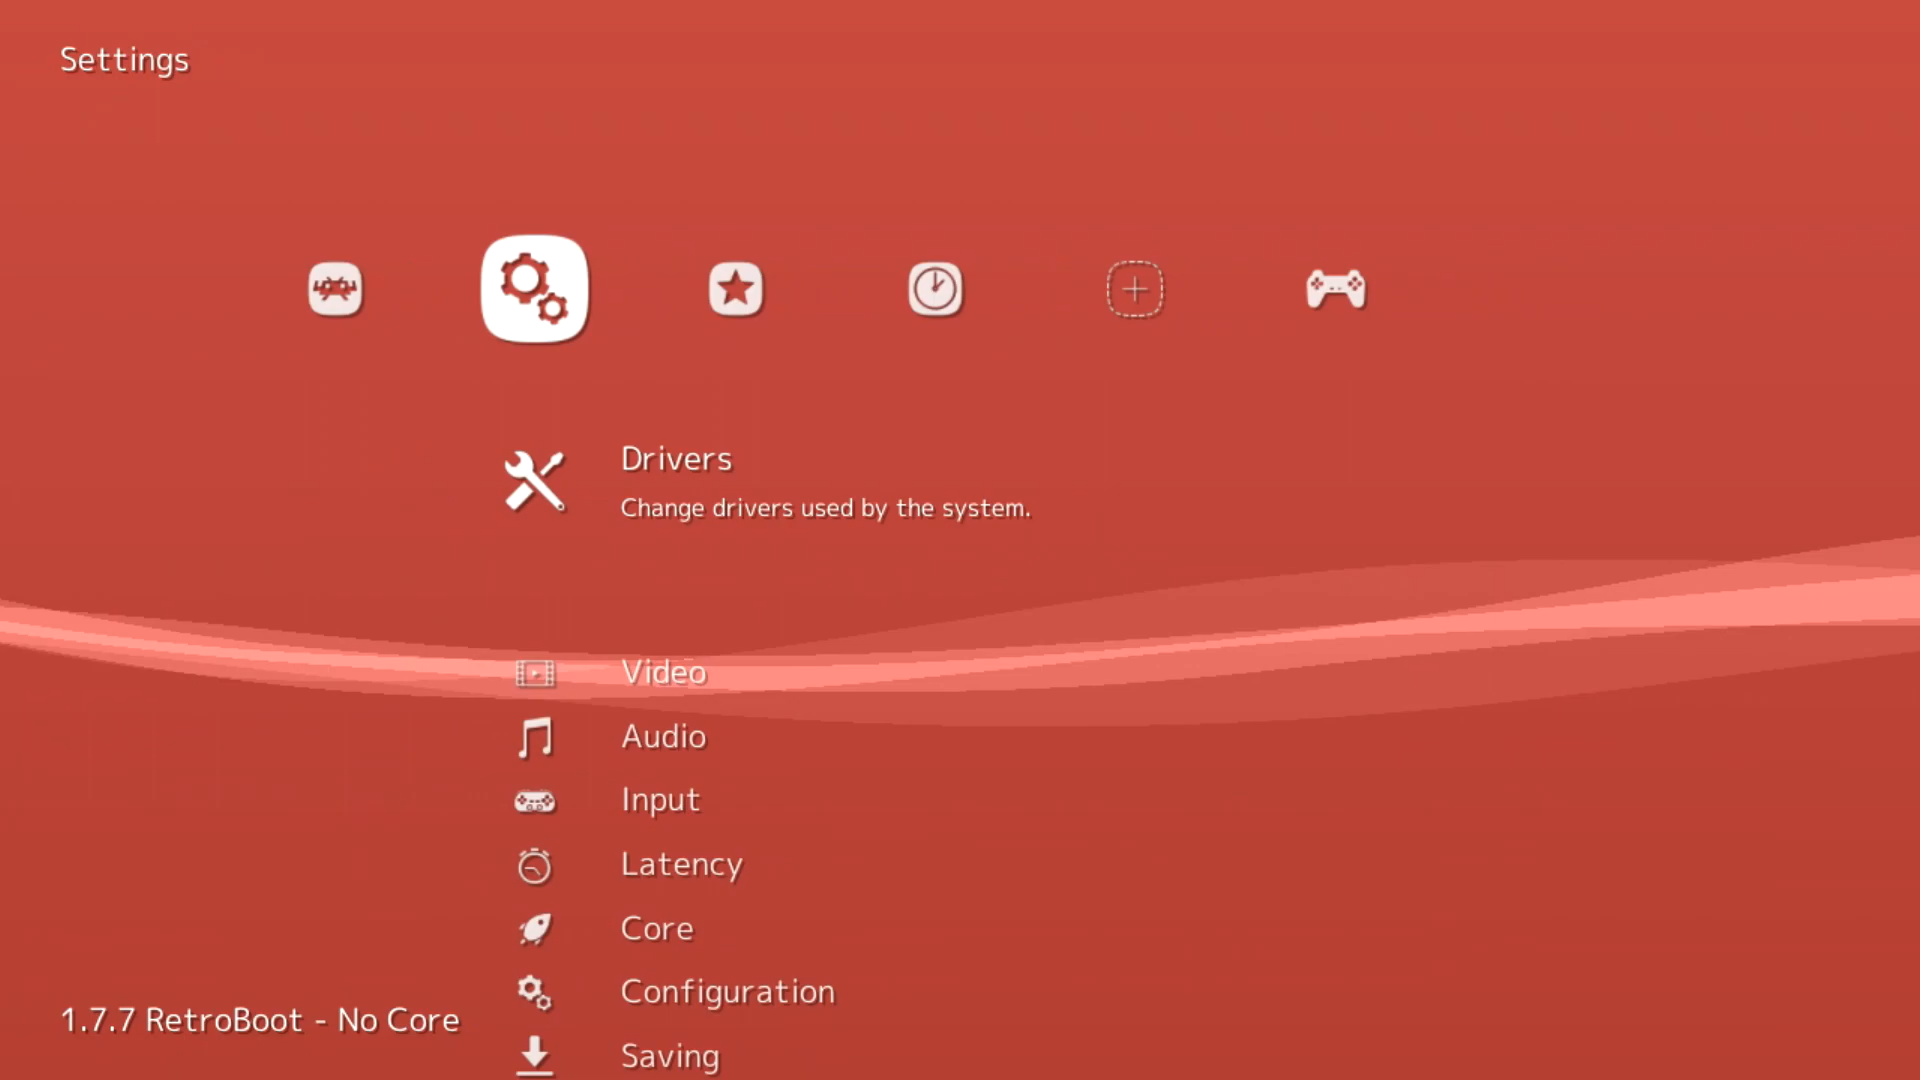 Settings
Drivers
Change drivers used by the system.
Video
Audio
Input
Latency
Core
Configuration
Saving
1.7.7 RetroBoot - No Core